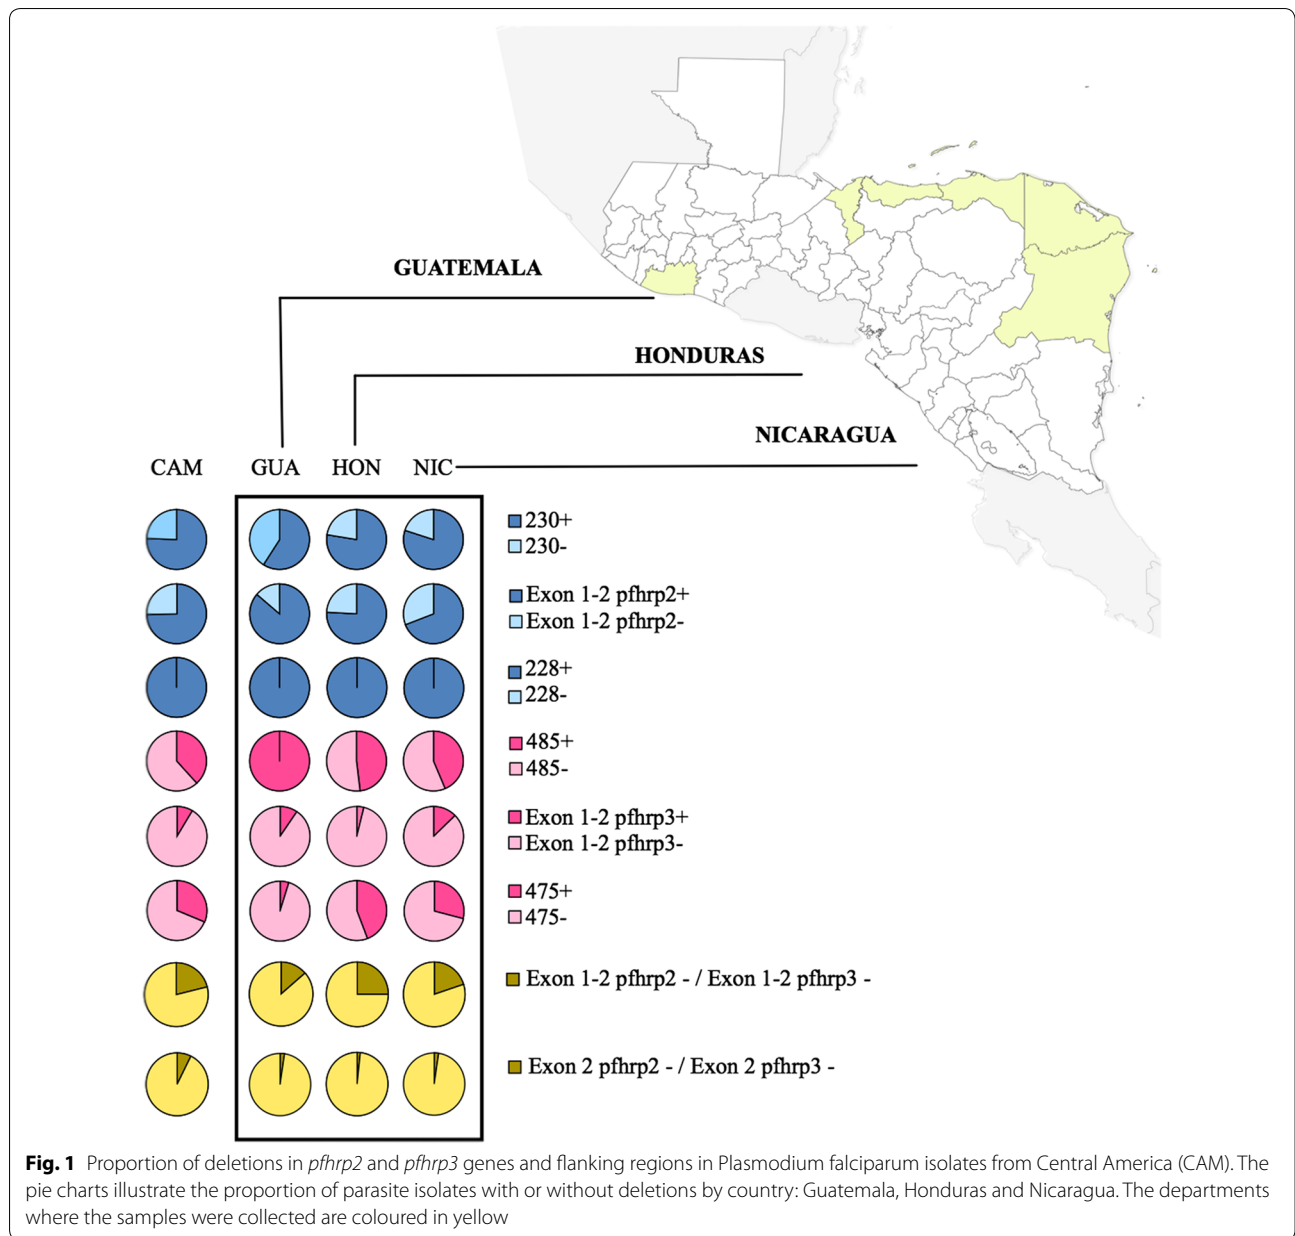 GUATEMALA
HONDURAS
NICARAGUA
CAM GUA HON NIC
230+
230-
Exon 1-2 pfhrp2+
Exon 1-2 pfhrp2-
228+
228-
485+
485-
Exon 1-2 pfhrp3+
Exon 1-2 pfhrp3-
475+
475-
Exon 1-2 pfhrp2 - / Exon 1-2 pfhrp3 -
Exon 2 pfhrp2 - / Exon 2 pfhrp3 -
Fig. 1 Proportion of deletions in pfhrp2 and pfhrp3 genes and flanking regions in Plasmodium falciparum isolates from Central America (CAM). The
pie charts illustrate the proportion of parasite isolates with or without deletions by country: Guatemala, Honduras and Nicaragua. The departments
where the samples were collected are coloured in yellow